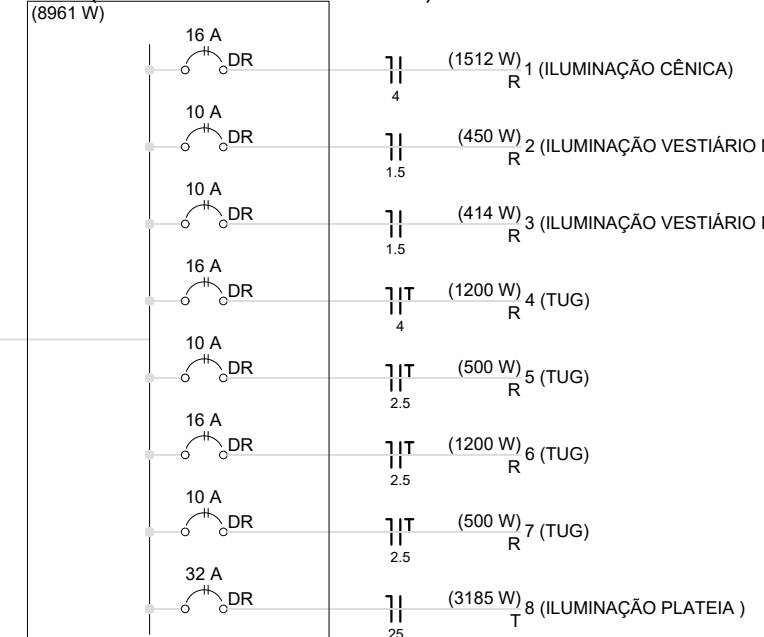 (8961 W)
16 A
DR
4
(1512 W)
R
1 (ILUMINAÇÃO CÊNICA)
10 A
DR
1.5
(450 W)
R
2 (ILUMINAÇÃO VESTIÁRIO
10 A
DR
1.5
(414 W)
R
3 (ILUMINAÇÃO VESTIÁRIO
16 A
DR
T
4
(1200 W)
R
4 (TUG)
10 A
DR
T
2.5
(500 W)
R
5 (TUG)
16 A
DR
T
2.5
(1200 W)
R
6 (TUG)
10 A
DR
T
2.5
(500 W)
R
7 (TUG)
32 A
DR
25
(3185 W)
T
8 (ILUMINAÇÃO PLATEIA )